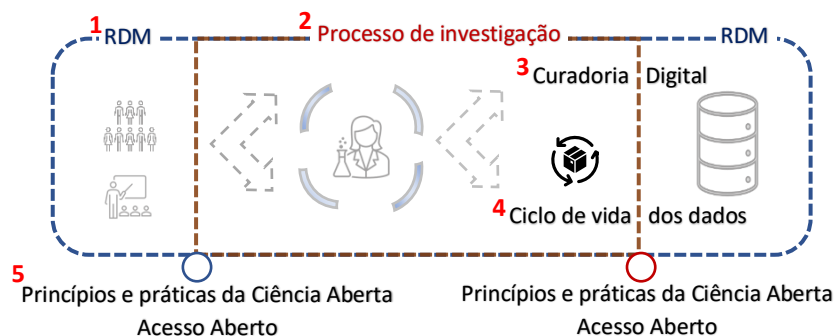 1 RDM
2 Processo de investigação
RDM
3 Curadoria Digital
4 Ciclo de vida dos dados
5
Princípios e práticas da Ciência Aberta
Acesso Aberto
Princípios e práticas da Ciência Aberta
Acesso Aberto